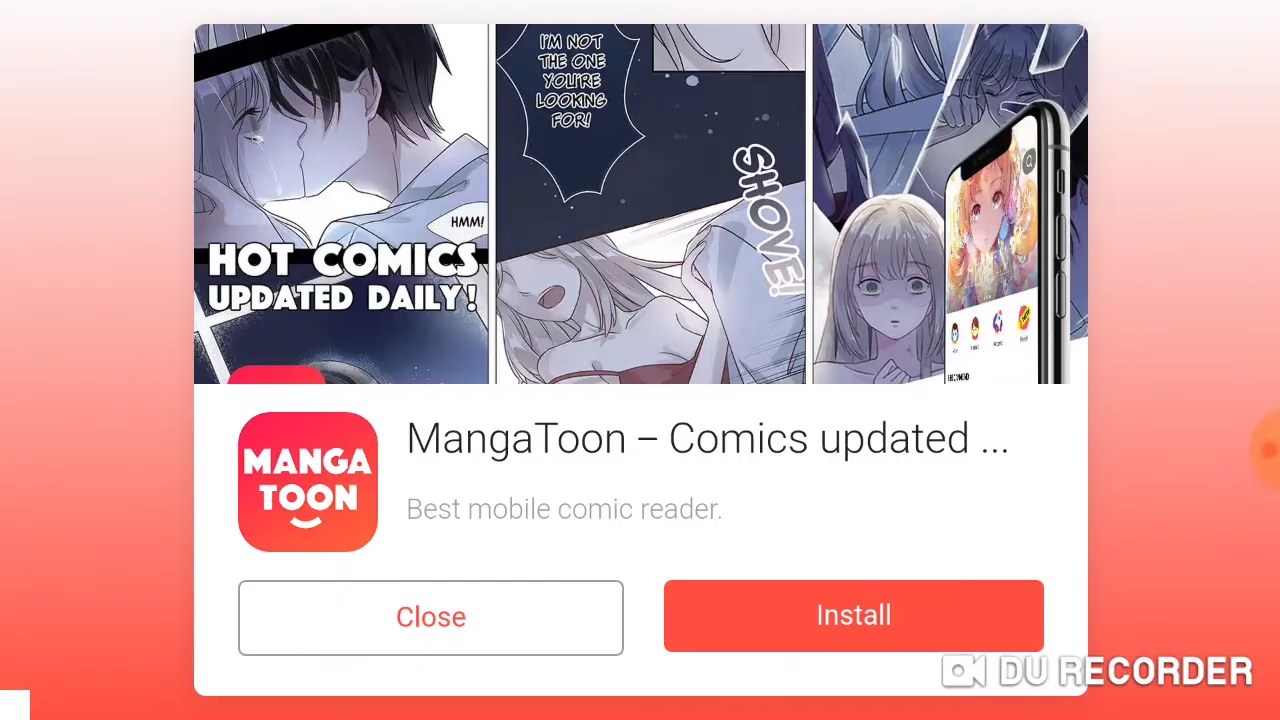 I'M NOT
THE ONE
YOU'RE
LOOKING
FOR!
SHOVE!
HMM!
HOT COMICS
UPDATED DAILY!
MANGA
TOON
MangaToon – Comics updated ...
Best mobile comic reader.
Close
Install
DU RECORDER